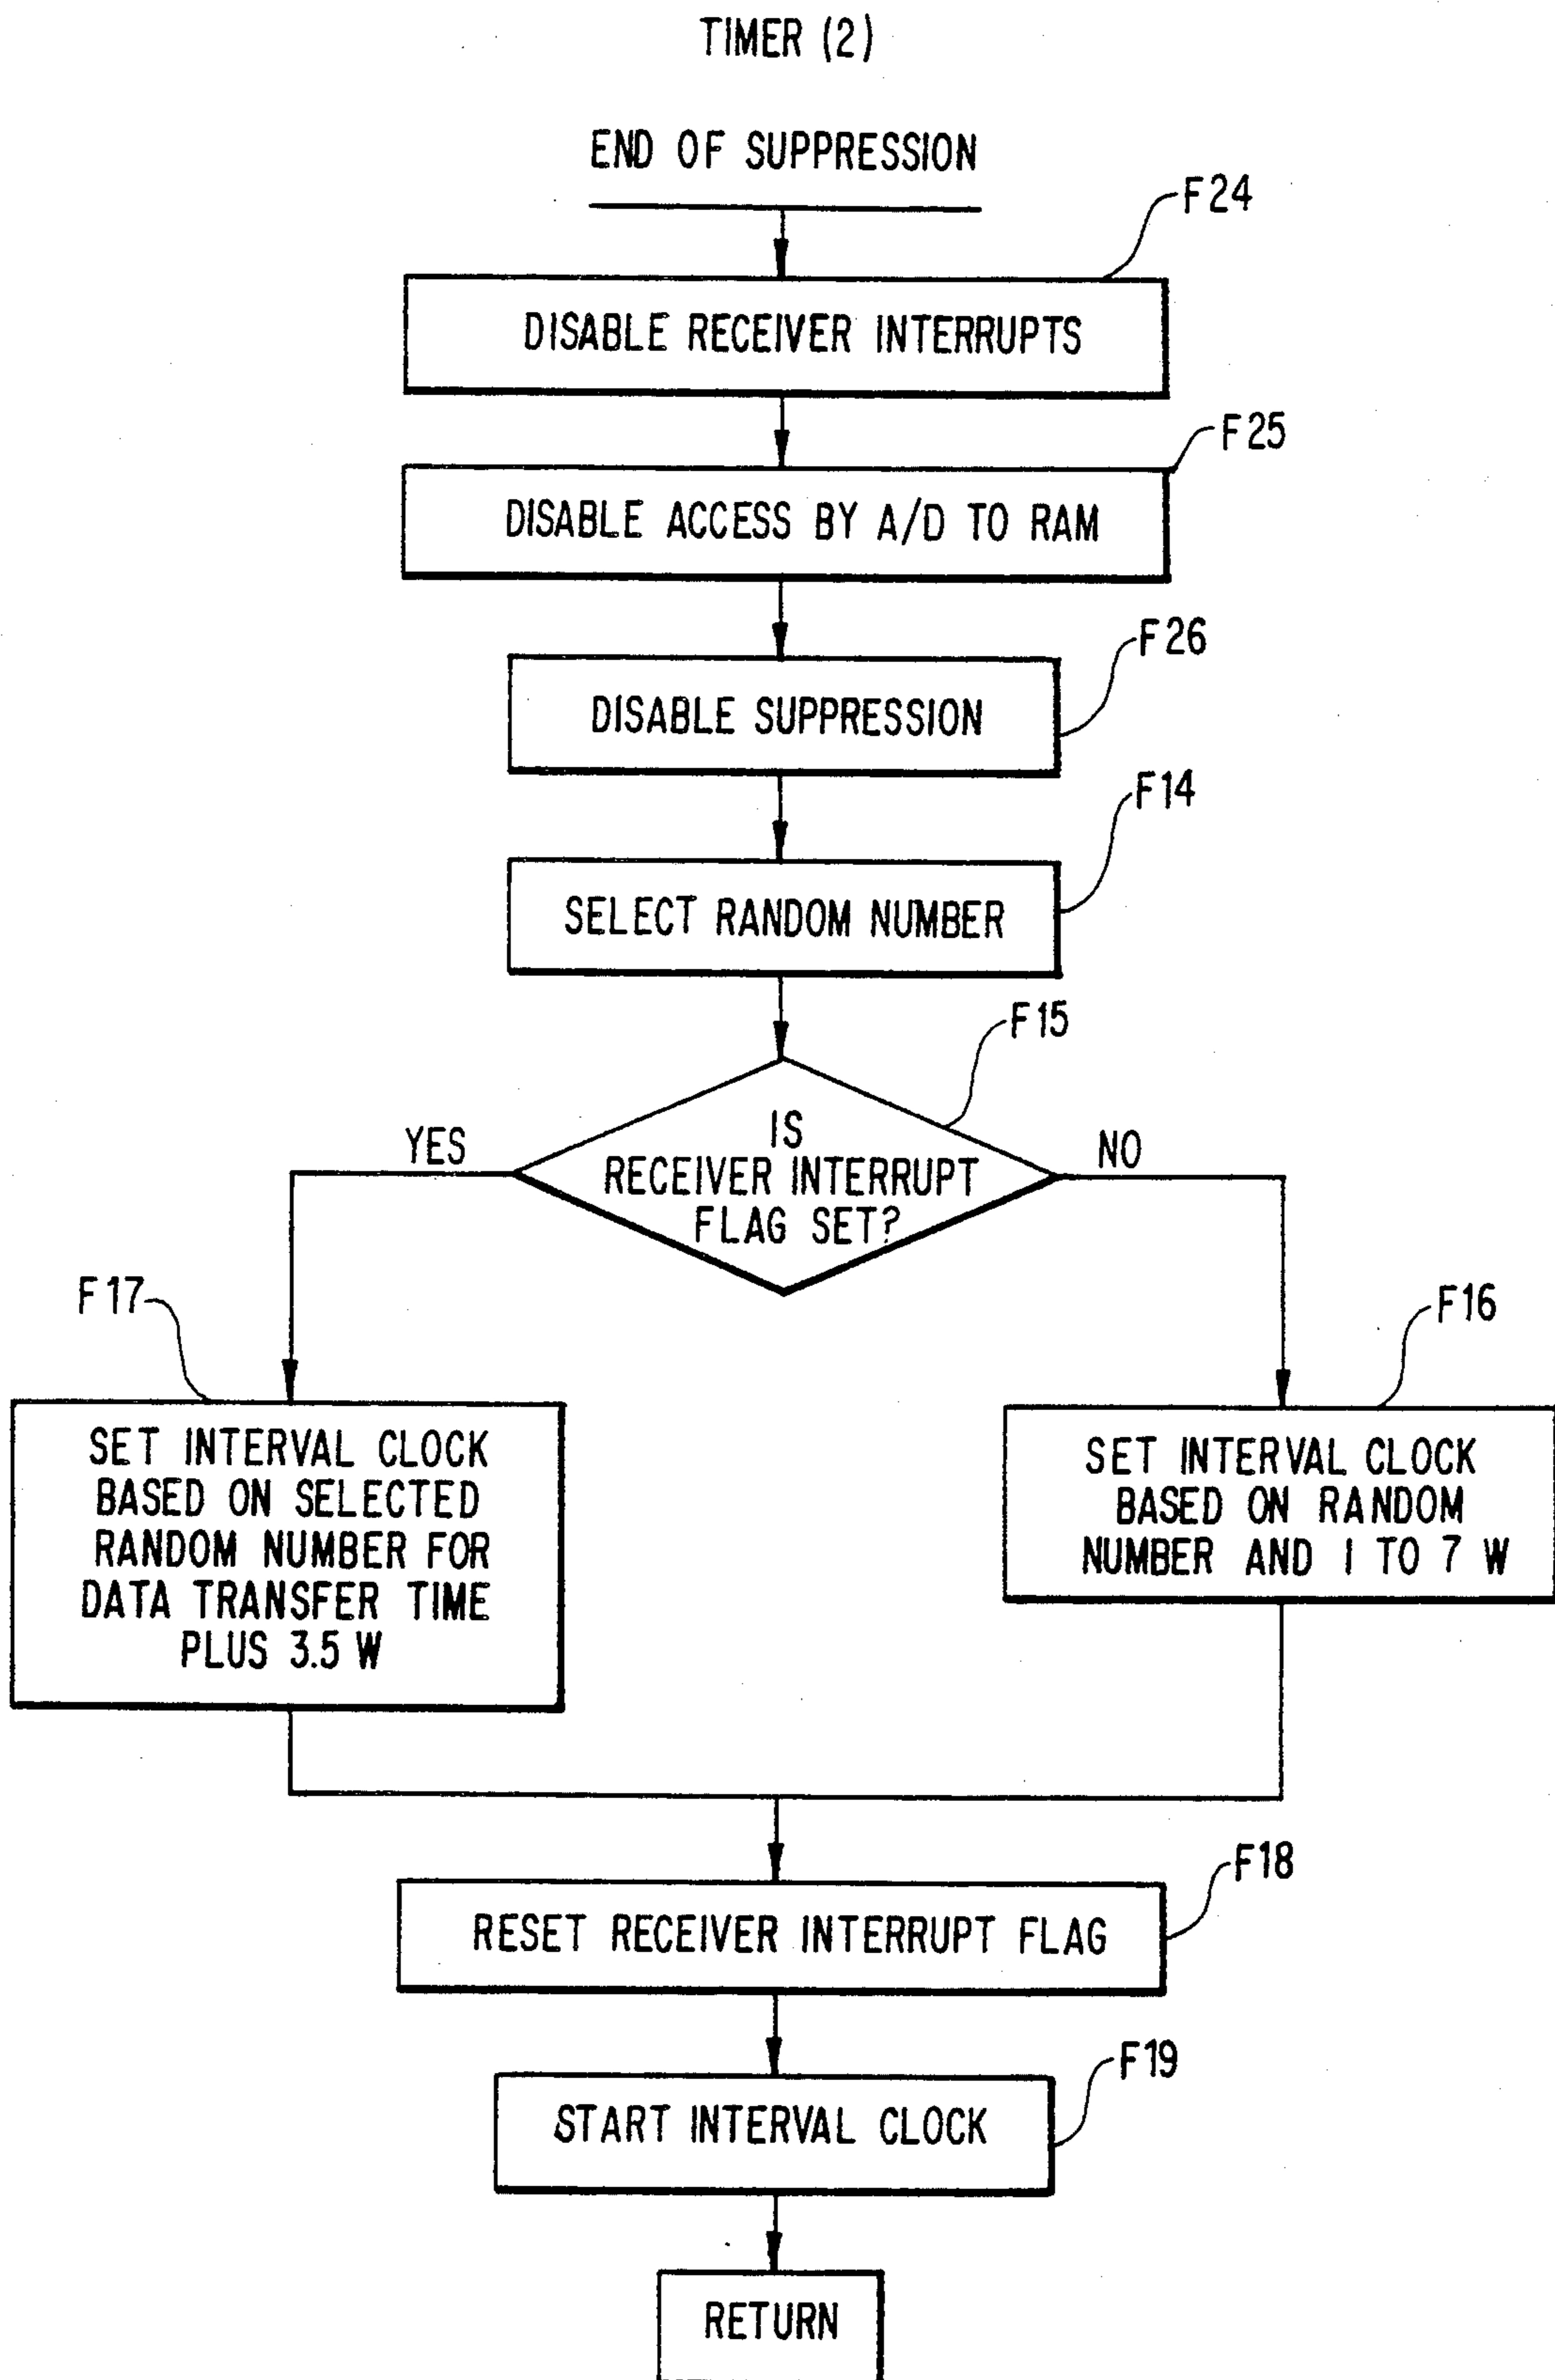 TIMER (2)
END OF SUPPRESSION
F24
DISABLE RECEIVER INTERRUPTS
F25
DISABLE ACCESS BY A/D TO RAM
F26
DISABLE SUPPRESSION
F14
SELECT RANDOM NUMBER
F15
IS
RECEIVER INTERRUPT
FLAG SET?
YES
NO
F17
F16
SET INTERVAL CLOCK
BASED ON SELECTED
RANDOM NUMBER FOR
DATA TRANSFER TIME
PLUS 3.5 W
SET INTERVAL CLOCK
BASED ON RANDOM
NUMBER AND 1 TO 7 W
F18
RESET RECEIVER INTERRUPT FLAG
F19
START INTERVAL CLOCK
RETURN